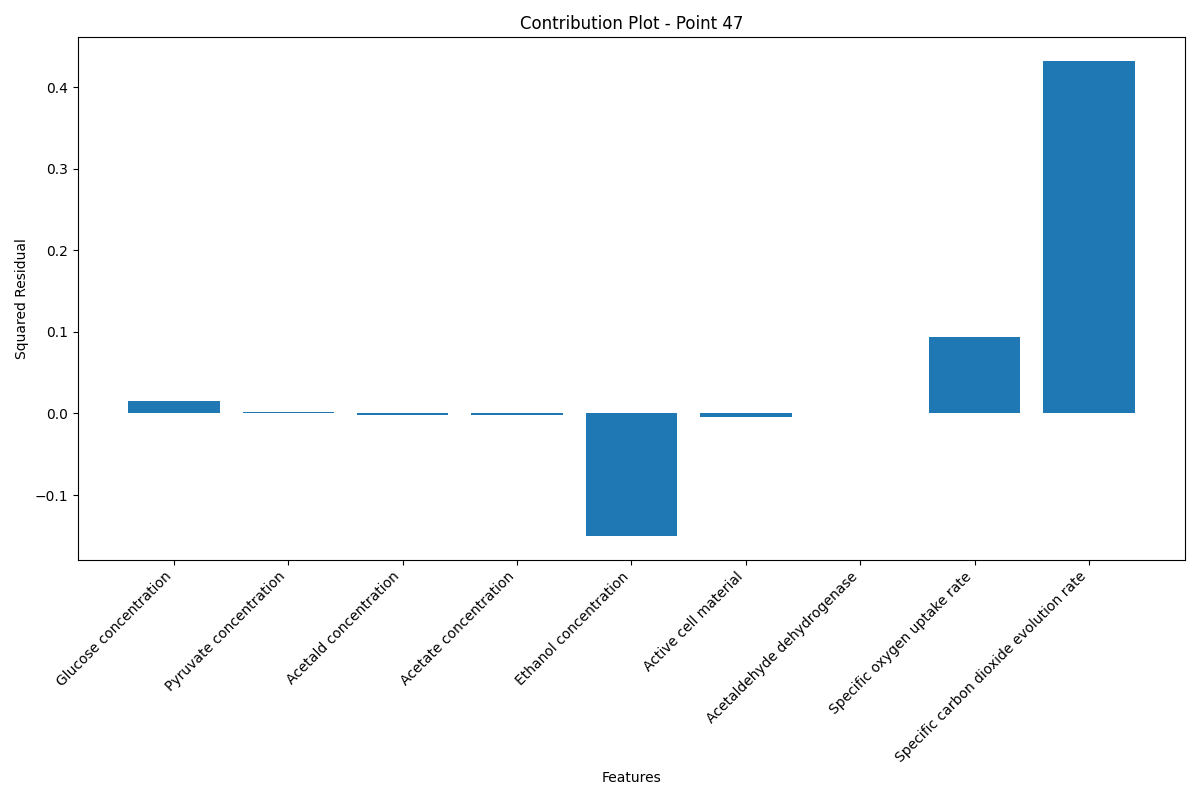 Contribution Plot - Point 47
Squared Residual
0.4
0.3
0.2
0.1
0.0
−0.1
Glucose concentration
Pyruvate concentration
Acetald concentration
Acetate concentration
Ethanol concentration
Active cell material
Acetaldehyde dehydrogenase
Specific oxygen uptake rate
Specific carbon dioxide evolution rate
Features